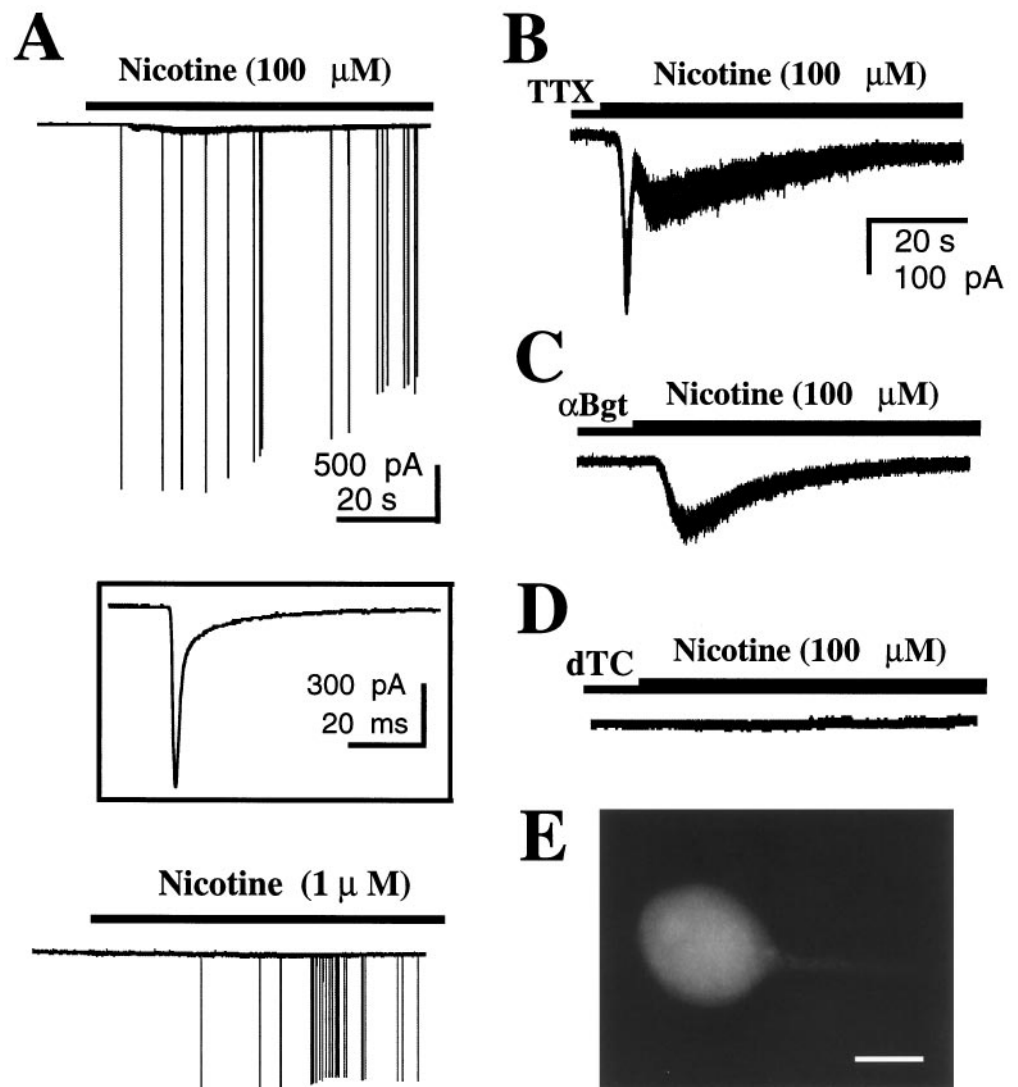 A
Nicotine (100 μM)
500 pA
20 s
300 pA
20 ms
Nicotine (1 μ M)
B
TTX
Nicotine (100 μM)
20 s
100 pA
C
αBgt
Nicotine (100 μM)
D
dTC
Nicotine (100 μM)
E